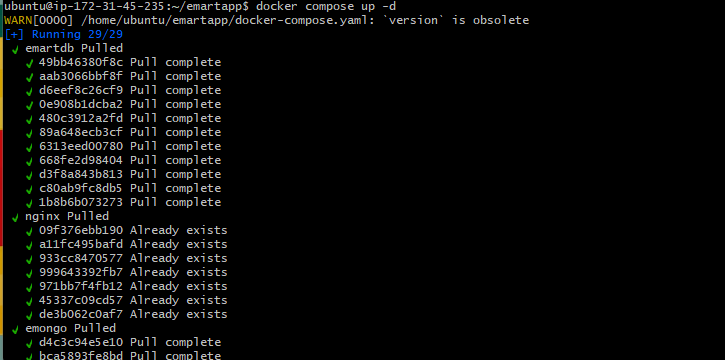 ubuntu@ip-172-31-45-235:~/emartapp$ docker compose up -d
WARN[0000] /home/ubuntu/emartapp/docker-compose.yaml: `version` is obsolete
[+] Running 29/29
✔ emartdb Pulled
✔ 49bb46380f8c Pull complete
✔ aab3066bbf8f Pull complete
✔ d6eef8c26cf9 Pull complete
✔ 0e908b1dcba2 Pull complete
✔ 480c3912a2fd Pull complete
✔ 89a648ecb3cf Pull complete
✔ 6313eed00780 Pull complete
✔ 668fe2d98404 Pull complete
✔ d3f8a843b813 Pull complete
✔ c80ab9fc8db5 Pull complete
✔ 1b8b6b073273 Pull complete
✔ nginx Pulled
✔ 09f376ebb190 Already exists
✔ a11fc495bafd Already exists
✔ 933cc8470577 Already exists
✔ 999643392fb7 Already exists
✔ 971bb7f4fb12 Already exists
✔ 45337c09cd57 Already exists
✔ de3b062c0af7 Already exists
✔ emongo Pulled
✔ d4c3c94e5e10 Pull complete
✔ bca5893fe8bd Pull complete